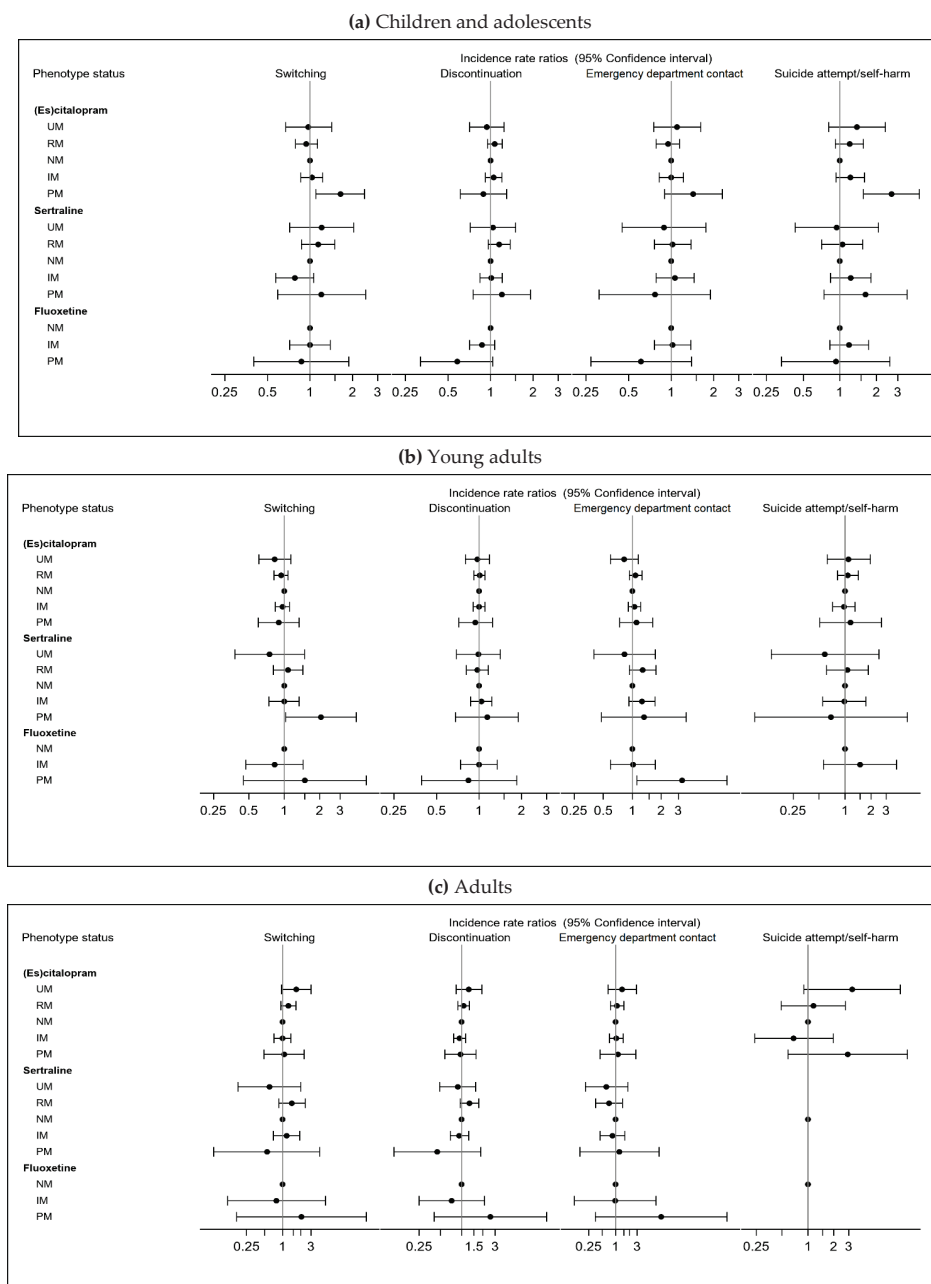 (a) Children and adolescents
Incidence rate ratios (95% Confidence interval)
Phenotype status Switching Discontinuation Emergency department contact Suicide attempt/self-harm
(Es)citalopram
UM
RM
NM
IM
PM
Sertraline
UM
RM
NM
IM
PM
Fluoxetine
NM
IM
PM
0.25 0.5 1 2 3 0.25 0.5 1 2 3 0.25 0.5 1 2 3 0.25 0.5 1 2 3
(b) Young adults
Incidence rate ratios (95% Confidence interval)
Phenotype status Switching Discontinuation Emergency department contact Suicide attempt/self-harm
(Es)citalopram
UM
RM
NM
IM
PM
Sertraline
UM
RM
NM
IM
PM
Fluoxetine
NM
IM
PM
0.25 0.5 1 2 3 0.25 0.5 1 2 3 0.25 0.5 1 2 3 0.25 1 2 3
(c) Adults
Incidence rate ratios (95% Confidence interval)
Phenotype status Switching Discontinuation Emergency department contact Suicide attempt/self-harm
(Es)citalopram
UM
RM
NM
IM
PM
Sertraline
UM
RM
NM
IM
PM
Fluoxetine
NM
IM
PM
0.25 1 3 0.25 1.5 3 0.25 1 3 0.25 1 2 3